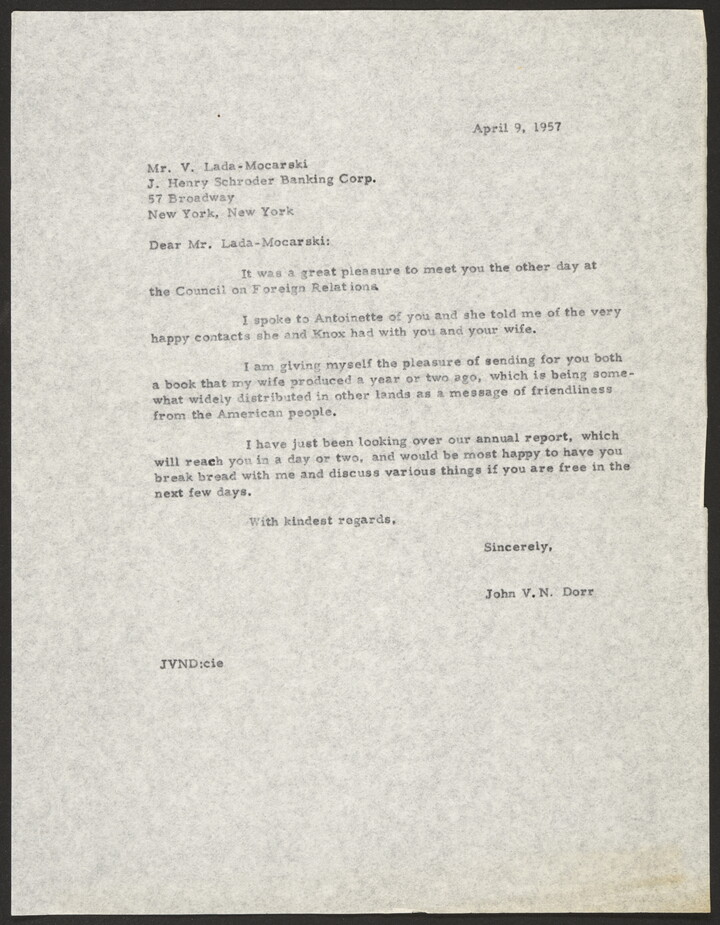 April 9, 1957
Mr. V. Lada-Mocarski
J. Henry Schroder Banking Corp.
57 Broadway
New York, New York
Dear Mr. Lada-Mocarski:
It was a great pleasure to meet you the other day at
the Council on Foreign Relations.
I spoke to Antoinette of you and she told me of the very
happy contacts she and Knox had with you and your wife.
I am giving myself the pleasure of sending for you both
a book that my wife produced a year or two ago, which is being some-
what widely distributed in other lands as a message of friendliness
from the American people.
I have just been looking over our annual report, which
will reach you in a day or two, and would be most happy to have you
break bread with me and discuss various things if you are free in the
next few days.
With kindest regards,
Sincerely,
John V. N. Dorr
JVND:cie